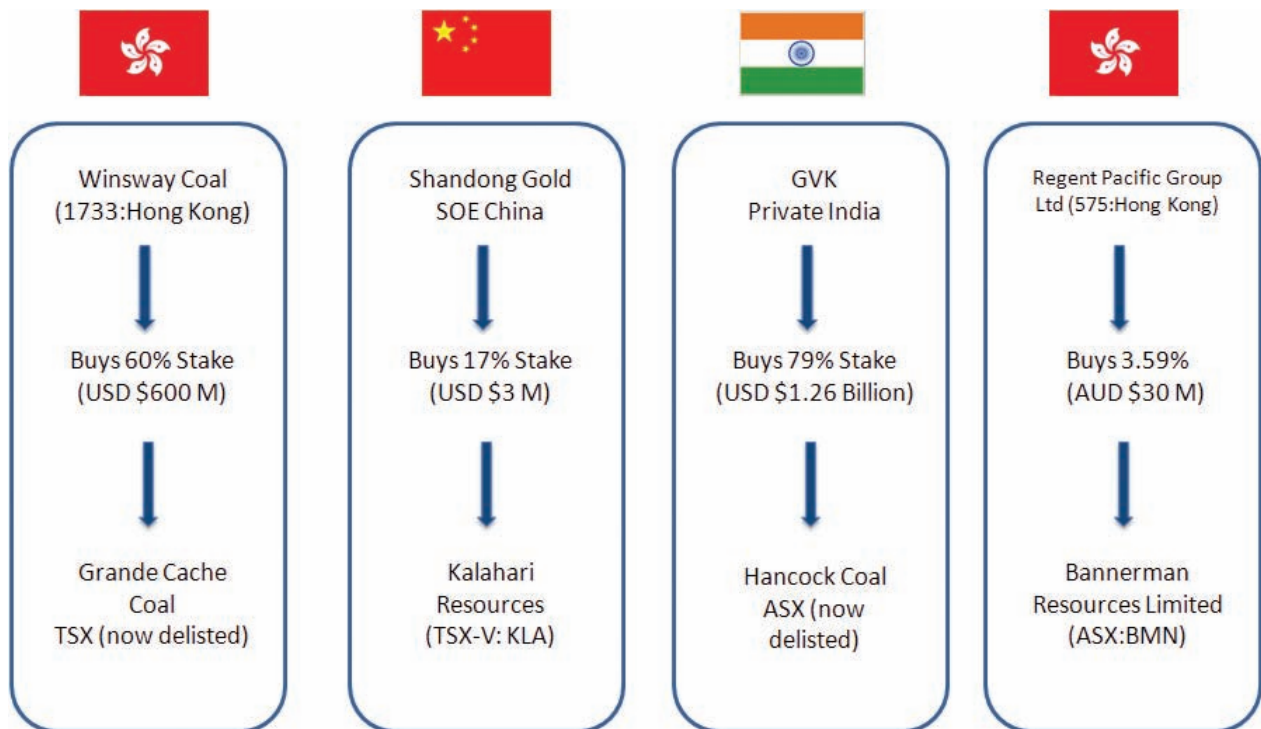 Winsway Coal
(1733:Hong Kong)
Buys 60% Stake
(USD $600 M)
Grande Cache
Coal
TSX (now delisted)
Shandong Gold
SOE China
Buys 17% Stake
(USD $3 M)
Kalahari
Resources
(TSX-V: KLA)
GVK
Private India
Buys 79% Stake
(USD $1.26 Billion)
Hancock Coal
ASX (now
delisted)
Regent Pacific Group
Ltd (575:Hong Kong)
Buys 3.59%
(AUD $30 M)
Bannerman
Resources Limited
(ASX:BMN)